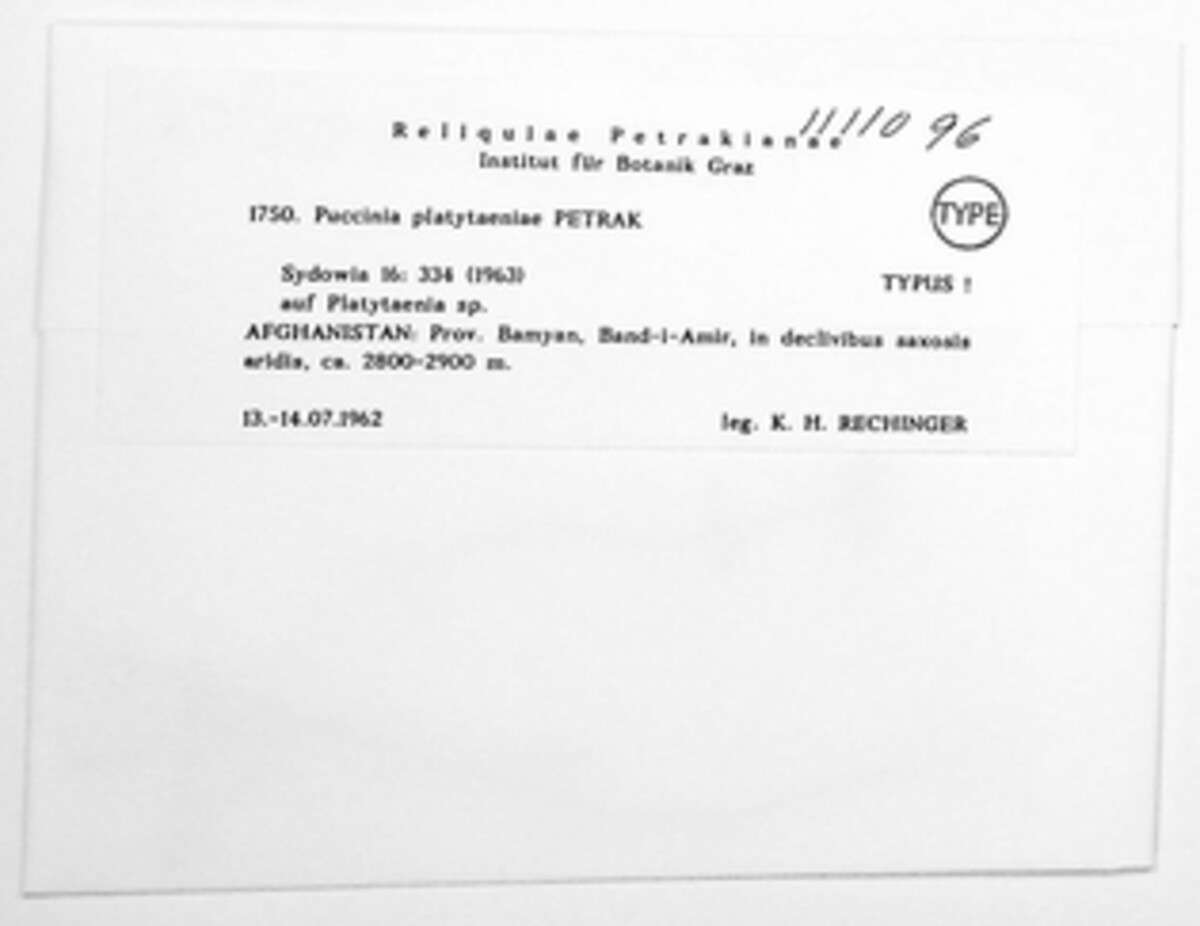 11110 96
Reliquiae Petrakianae
Institut für Botanik Graz
TYPE
1750. Puccinia platytaeniae PETRAK
Sydowia 16: 334 (1963) TYPUS !
auf Platytaenia sp.
AFGHANISTAN: Prov. Bamyan, Band-i-Amir, in declivibus saxosis
aridis, ca. 2800-2900 m.
13.-14.07.1962 leg. K. H. RECHINGER